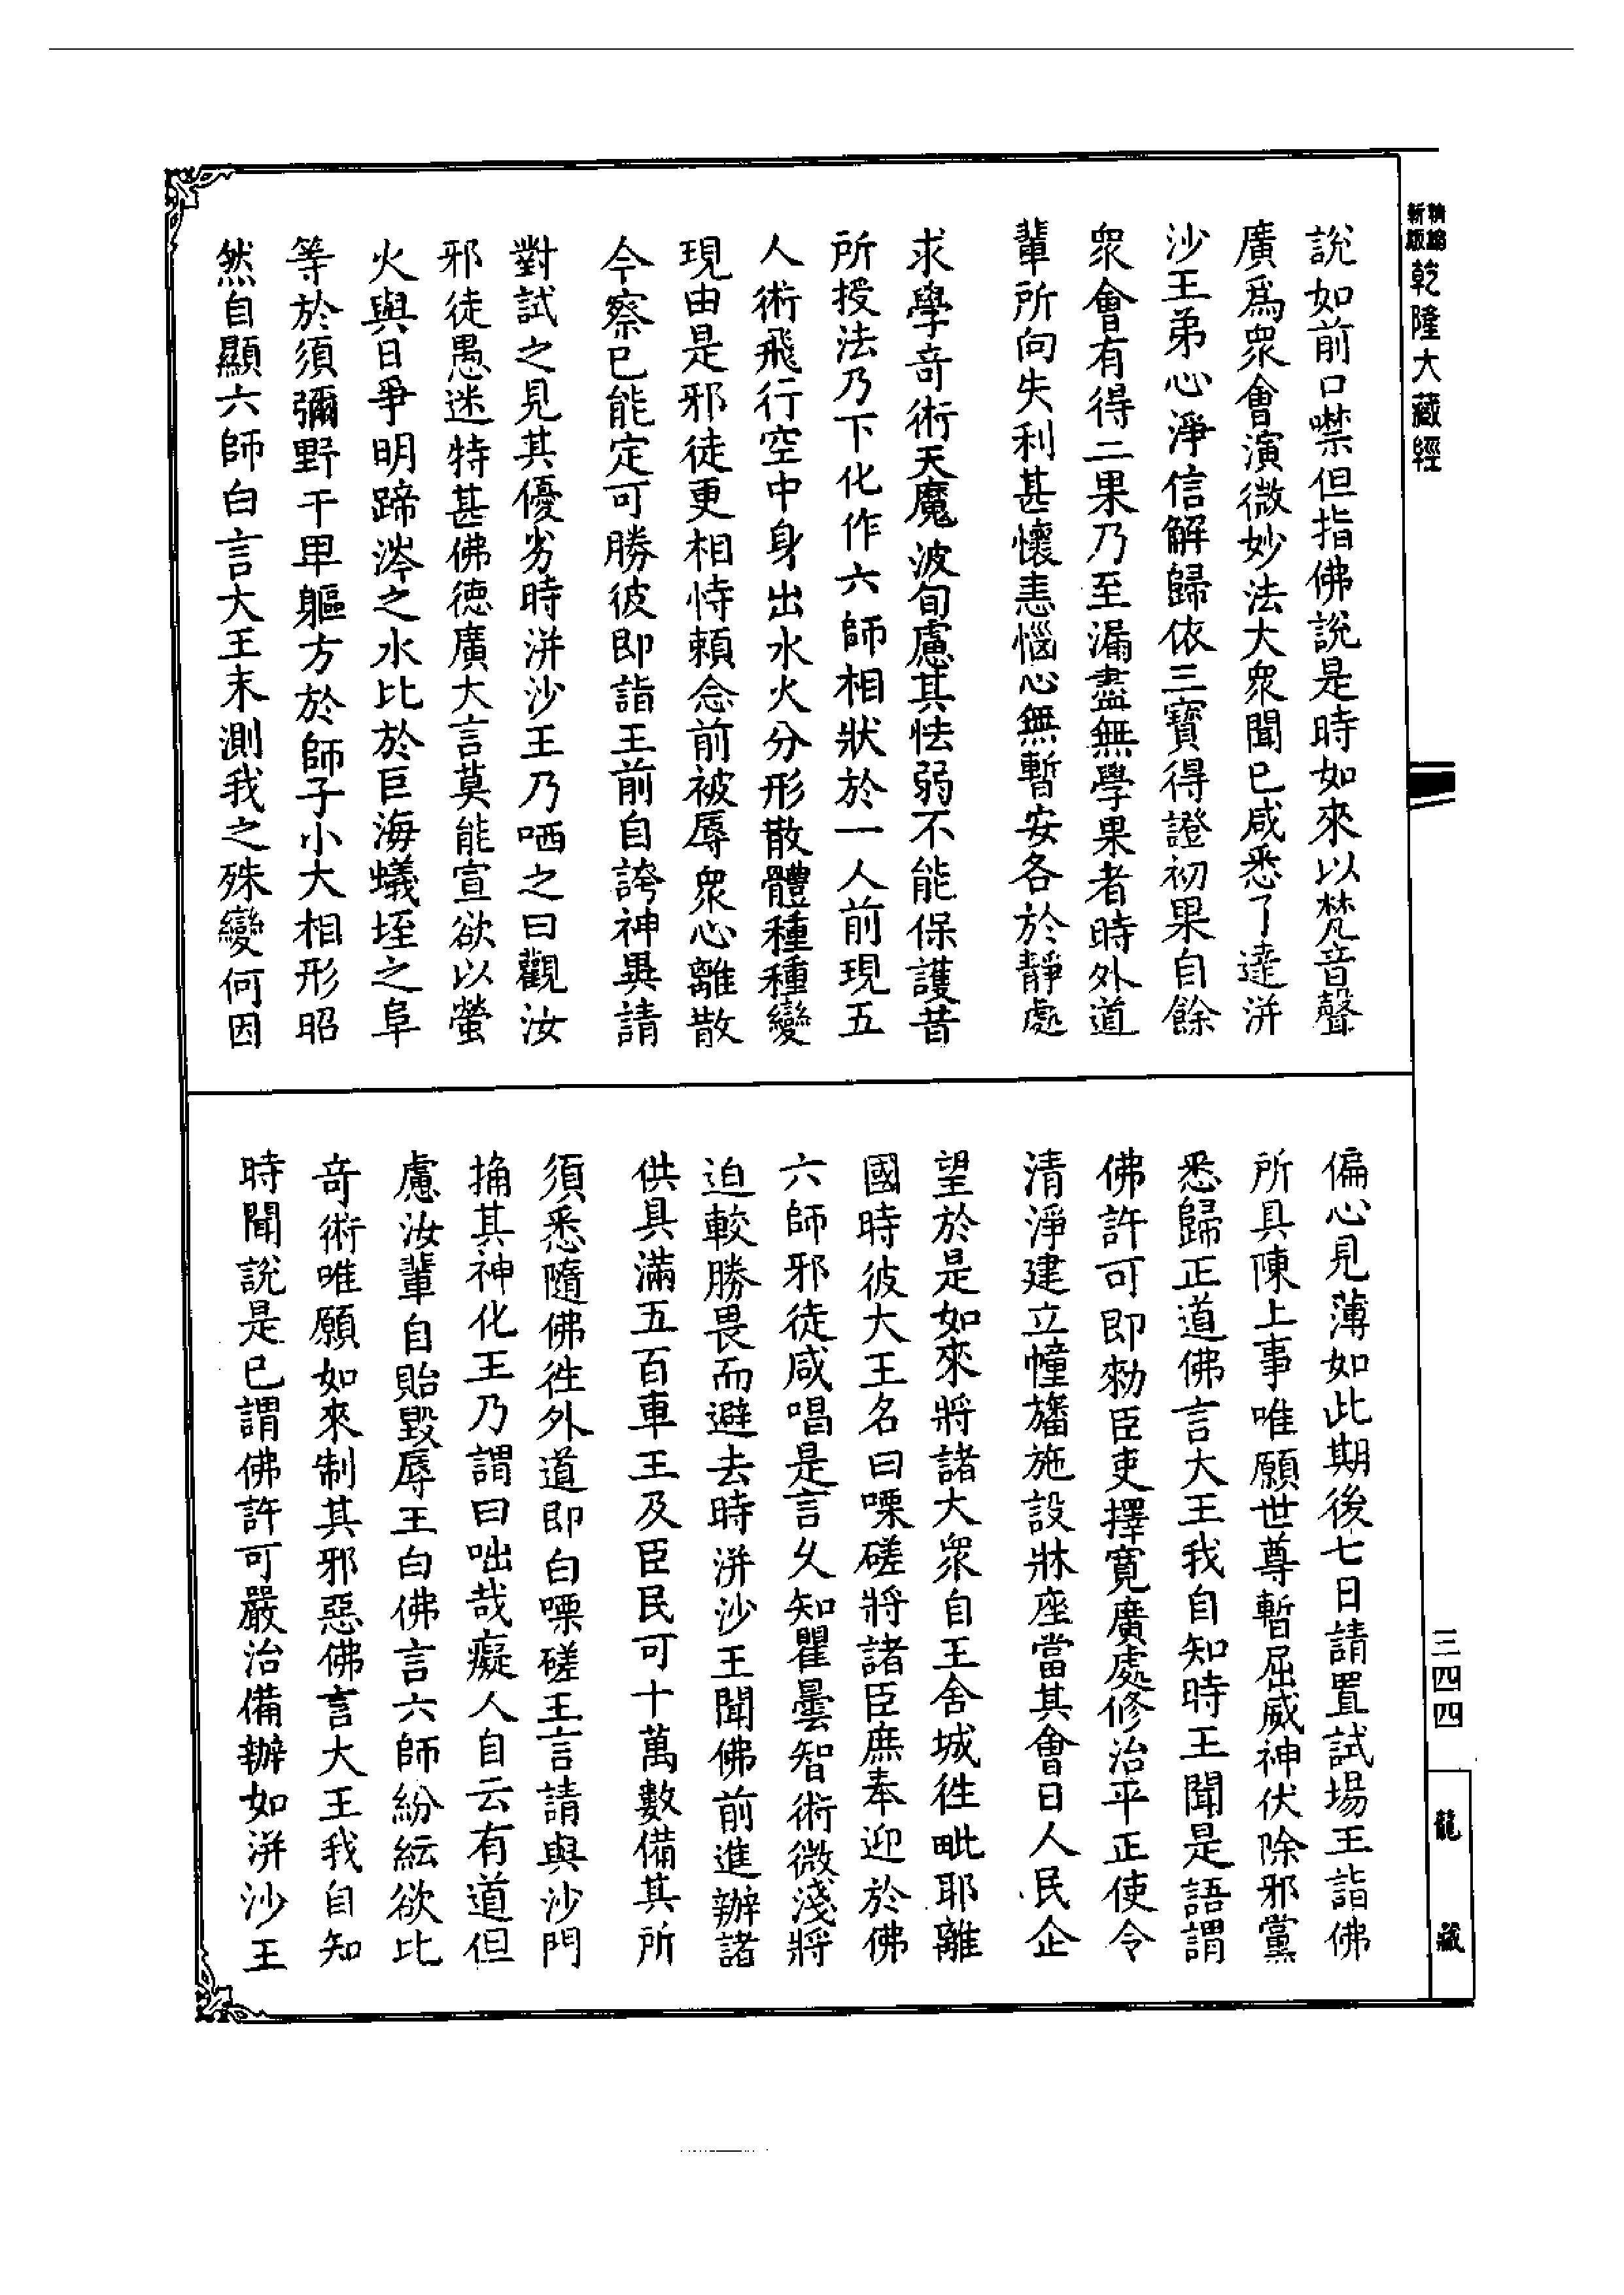 新編縮版乾隆大藏經
說如前口噤但指佛說是時如來以梵音聲
廣爲衆會演微妙法大衆聞已咸悉了達洴
沙王弟心淨信解歸依三寶得證初果自餘
衆會有得二果乃至漏盡無學果者時外道
輩所向失利甚懷恚惱心無暫安各於靜處
求學奇術天魔波旬慮其怯弱不能保護昔
所授法乃下化作六師相狀於一人前現五
人術飛行空中身出水火分形散體種種變
現由是邪徒更相恃賴念前被辱衆心離散
今察已能定可勝彼即詣王前自誇神異請
對試之見其優劣時洴沙王乃哂之曰觀汝
邪徒愚迷特甚佛德廣大言莫能宣欲以螢
火與日爭明蹄涔之水比於巨海蟻垤之阜
等於須彌野干卑軀方於師子小大相形昭
然自顯六師白言大王未測我之殊變何因
偏心見薄如此期後七日請置試場王詣佛
所具陳上事唯願世尊暫屈威神伏除邪黨
悉歸正道佛言大王我自知時王聞是語謂
佛許可即勑臣吏擇寬廣處修治平正使令
清淨建立幢旛施設牀座當其會日人民企
望於是如來將諸大衆自王舍城徃毗耶離
國時彼大王名曰㗚磋將諸臣庶奉迎於佛
六師邪徒咸唱是言乆知瞿曇智術微淺將
迫較勝畏而避去時洴沙王聞佛前進辦諸
供具滿五百車王及臣民可十萬數備其所
須悉隨佛徃外道即白㗚磋王言請與沙門
捔其神化王乃謂曰咄哉癡人自云有道但
慮汝輩自貽毀辱王白佛言六師紛紜欲比
奇術唯願如來制其邪惡佛言大王我自知
時聞說是已謂佛許可嚴治備辦如洴沙王
三四四
龍藏